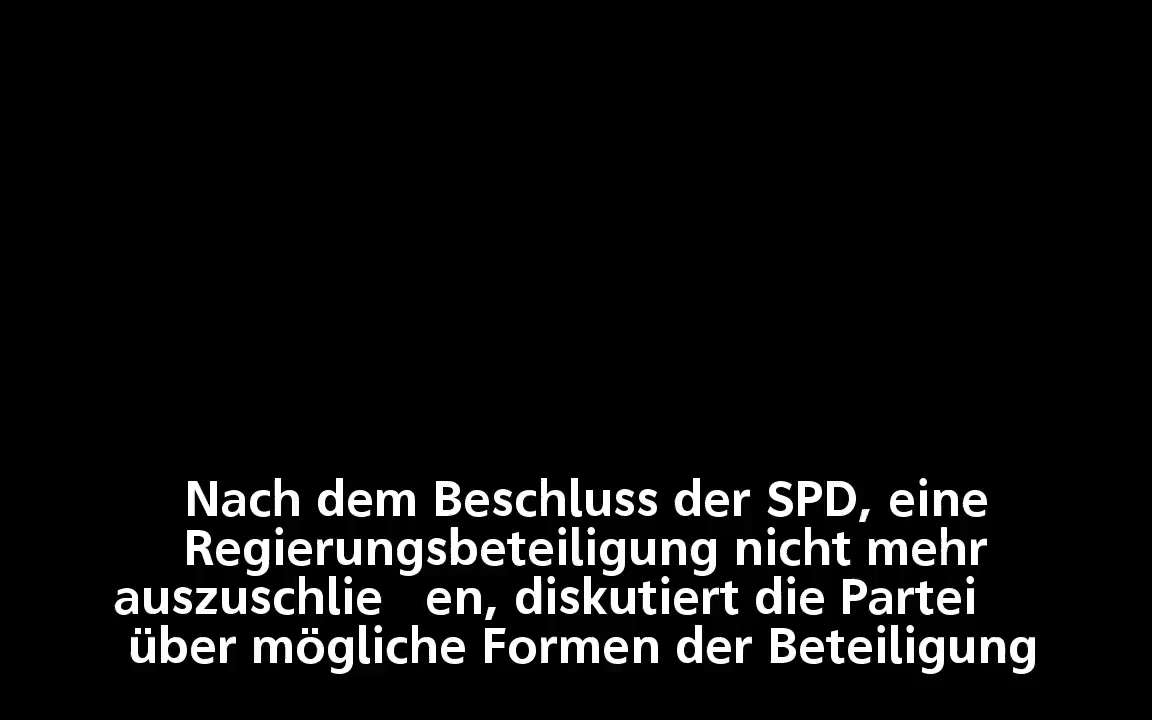 Nach dem Beschluss der SPD, eine
Regierungsbeteiligung nicht mehr
auszuschlie en, diskutiert die Partei
über mögliche Formen der Beteiligung